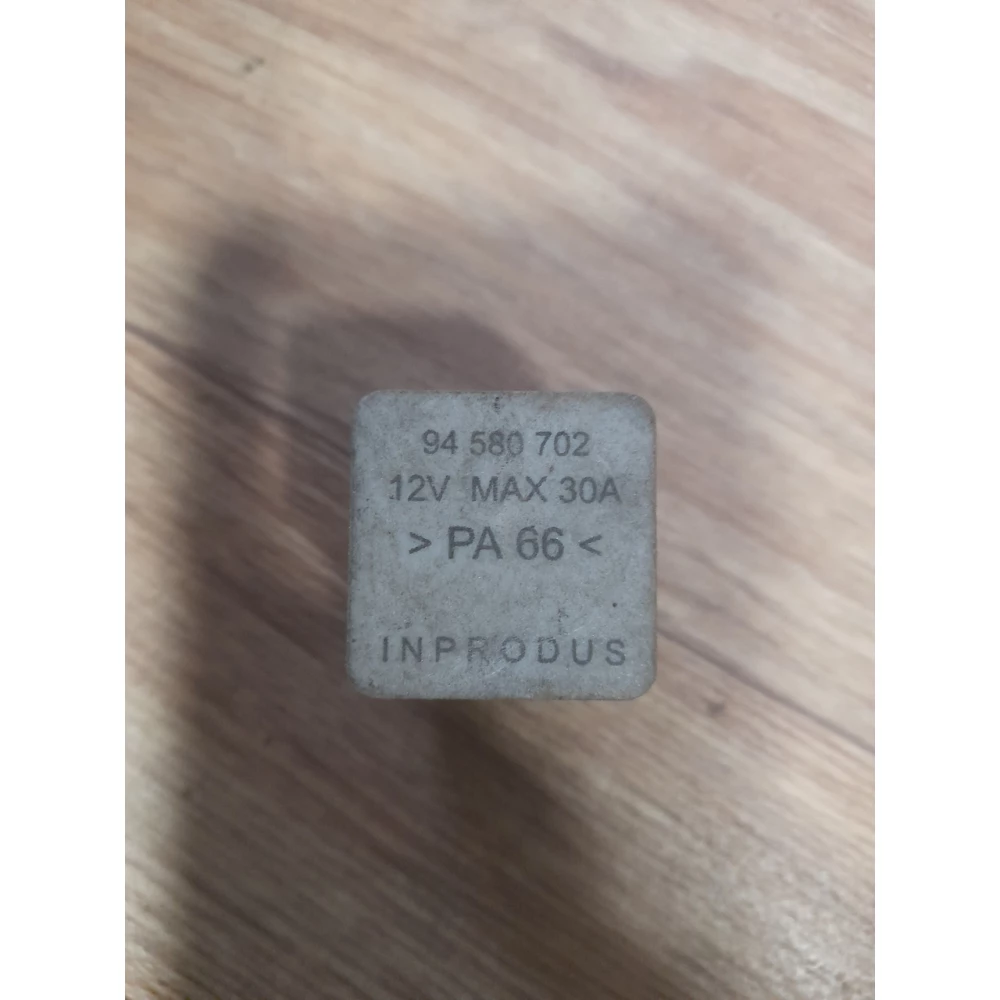 94 580 702
12V MAX 30A
> PA 66 <
INPRODUS